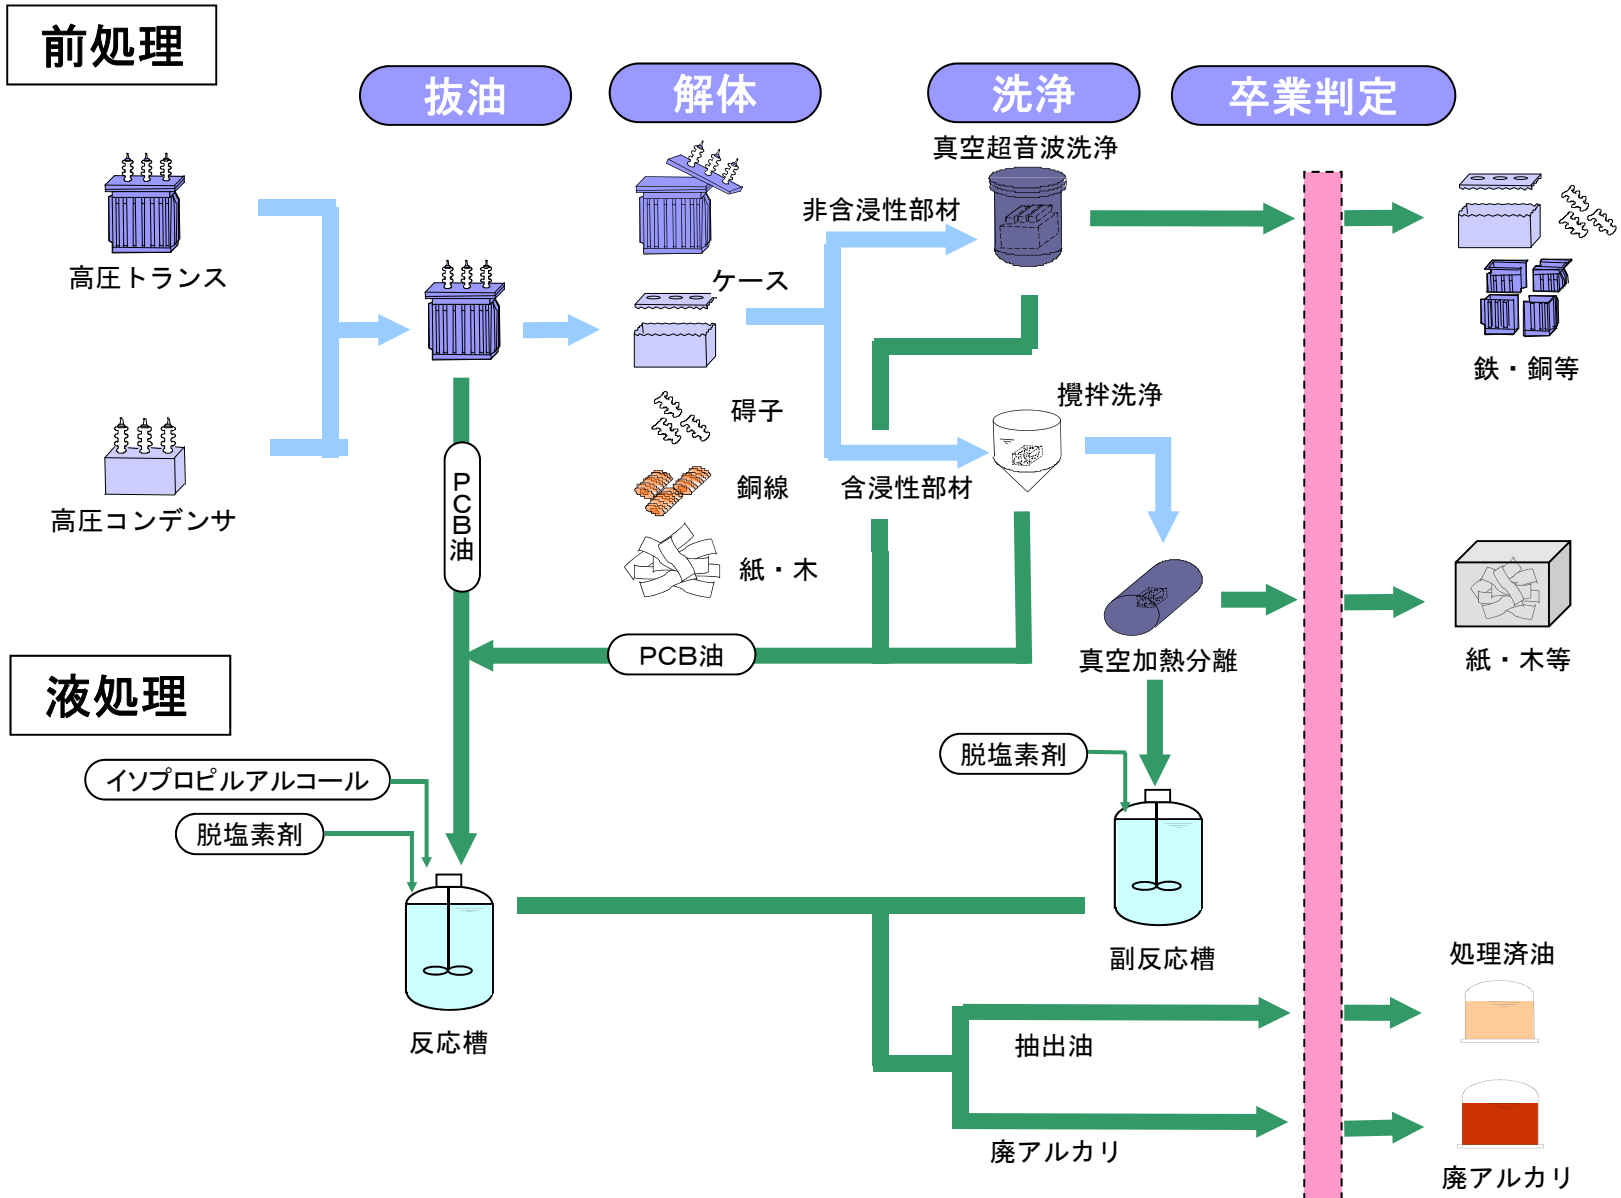 前処理
抜油
解体
洗浄
卒業判定
真空超音波洗浄
非含浸性部材
高圧トランス
ケース
鉄・銅等
攪拌洗浄
碍子
高圧コンデンサ
PCB油
銅線
含浸性部材
紙・木
PCB油
真空加熱分離
紙・木等
液処理
イソプロピルアルコール
脱塩素剤
脱塩素剤
副反応槽
処理済油
反応槽
抽出油
廃アルカリ
廃アルカリ